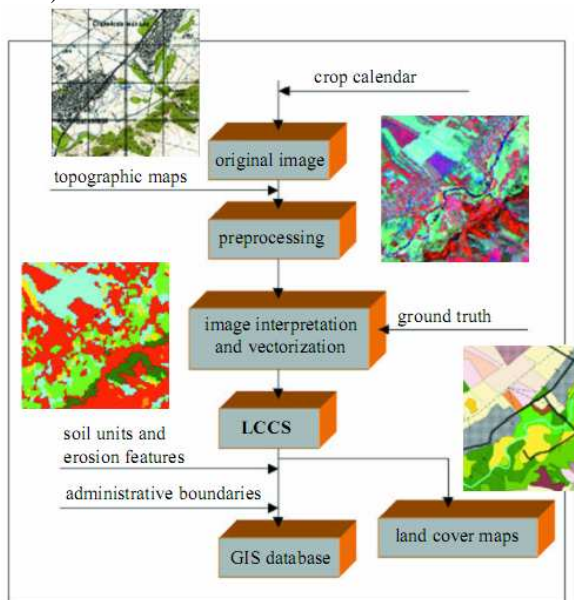 crop calendar
original image
topographic maps
preprocessing
image interpretation
and vectorization
ground truth
LCCS
soil units and
erosion features
administrative boundaries
GIS database
land cover maps